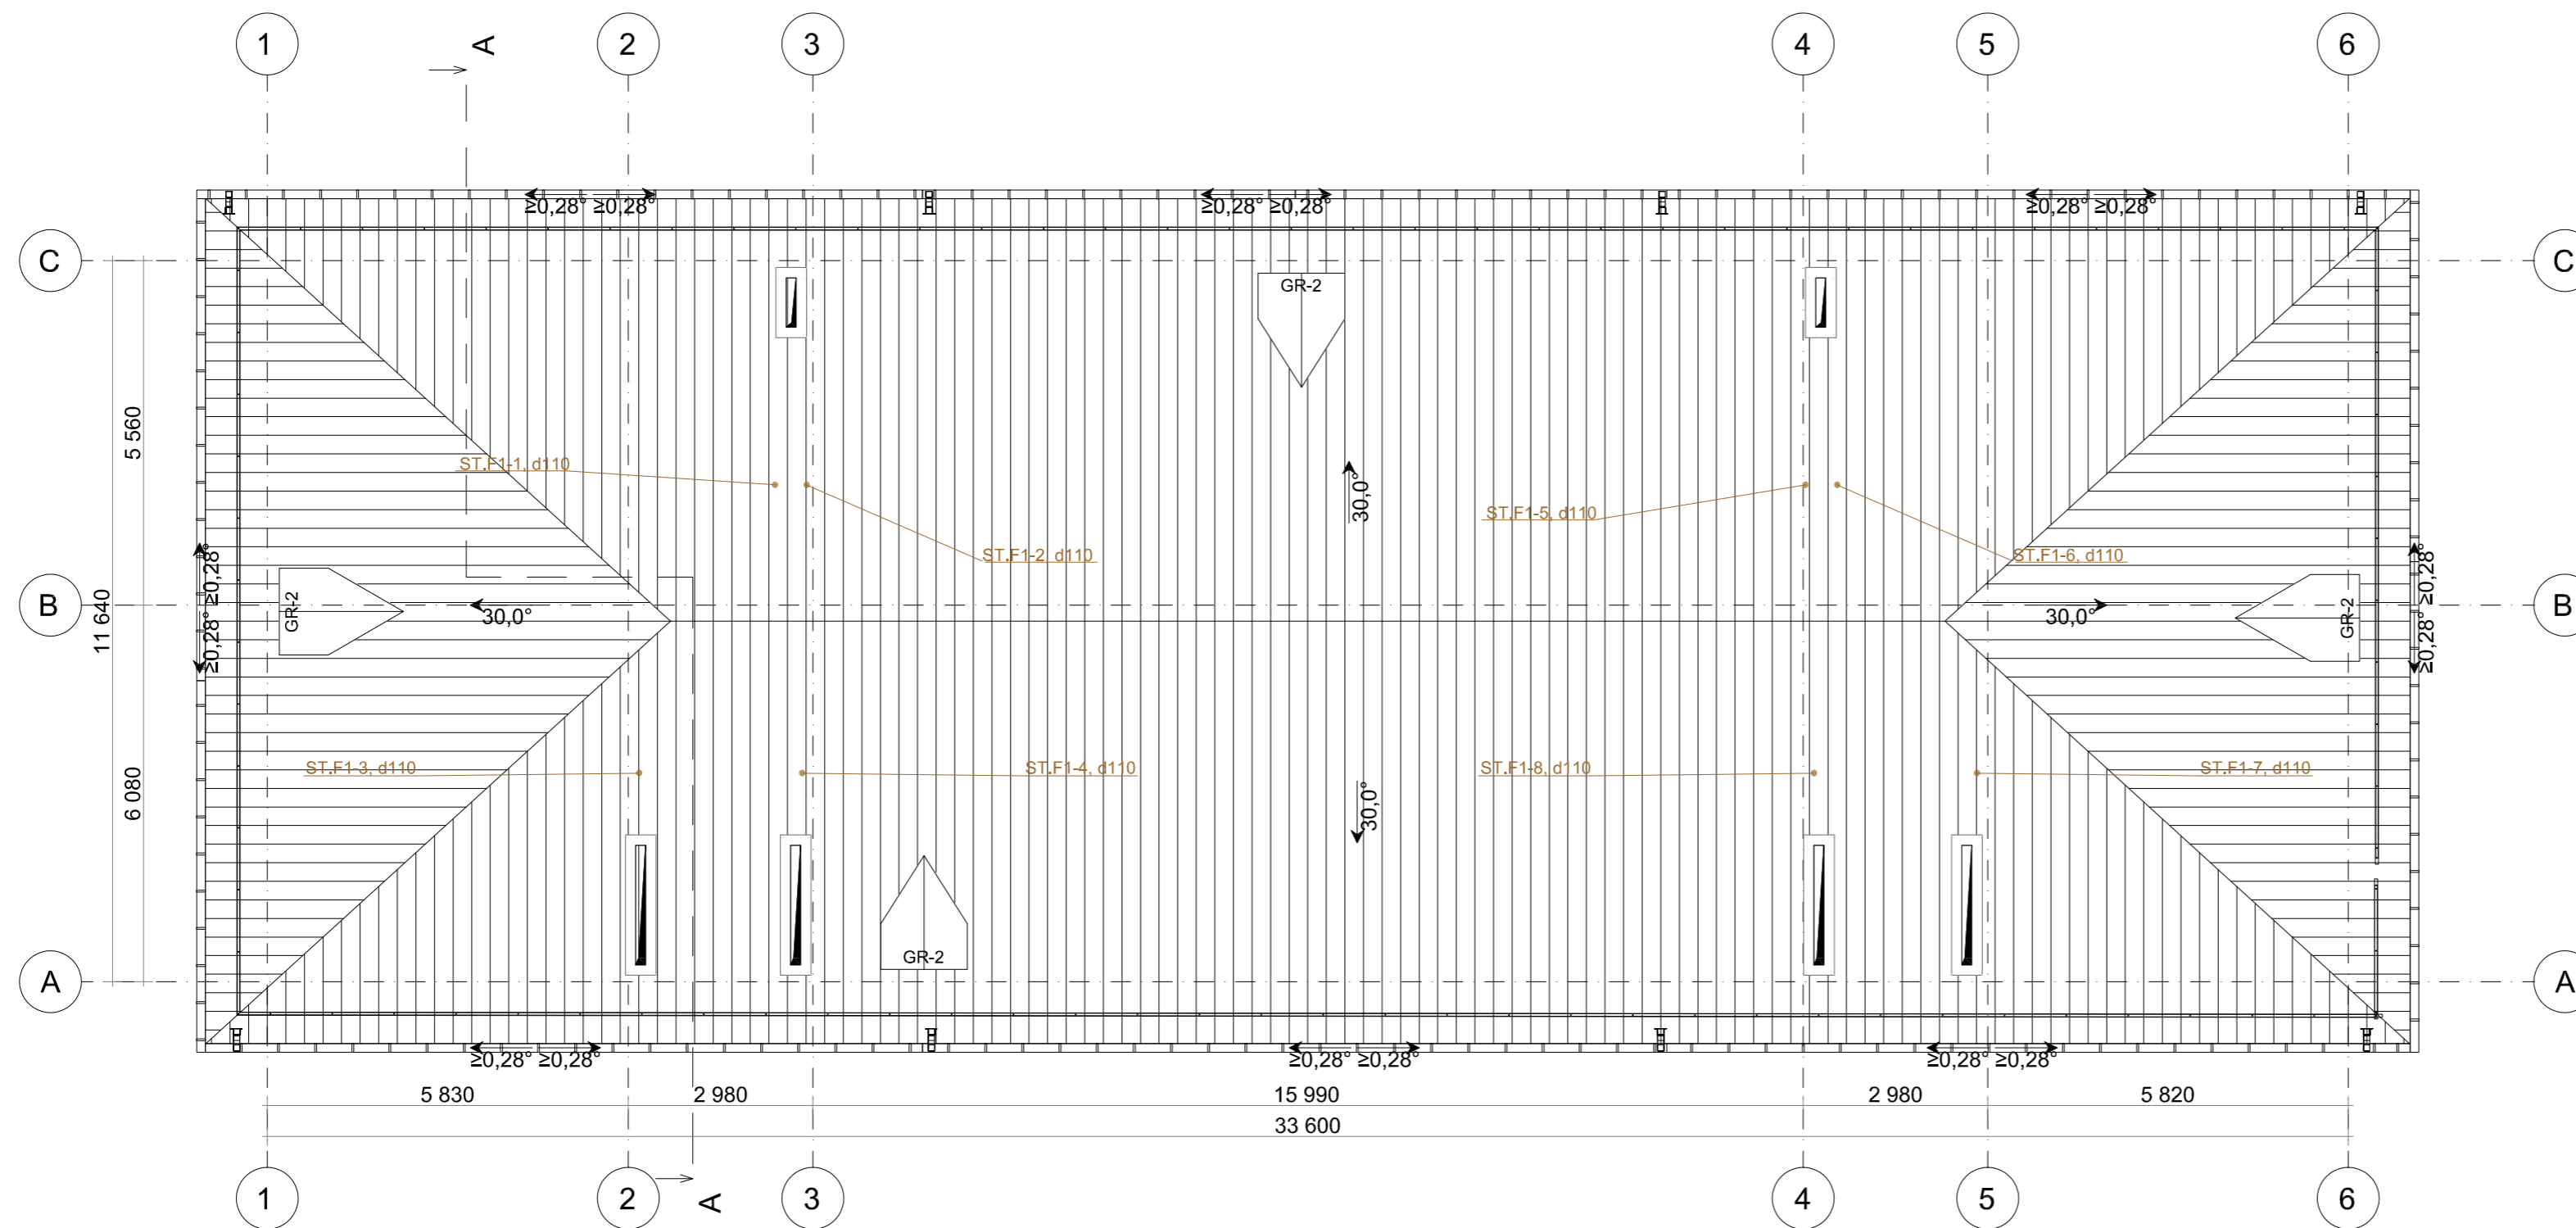 1 2 3 4 5 6
A
≥0,28° ≥0,28° ≥0,28° ≥0,28° ≥0,28° ≥0,28°
C C
GR-2
5 560
ST.F1-1, d110
30,0°
ST.F1-5, d110
ST.F1-2, d110
ST.F1-6, d110
≥0,28° ≥0,28°
≥0,28° ≥0,28°
B B
GR-2
30,0°
30,0°
GR-2
11 640
6 080
ST.F1-3, d110
ST.F1-4, d110
ST.F1-8, d110
ST.F1-7, d110
30,0°
GR-2
A A
≥0,28° ≥0,28° ≥0,28° ≥0,28° ≥0,28° ≥0,28°
5 830 2 980 15 990 2 980 5 820
33 600
1 2 3 4 5 6
A